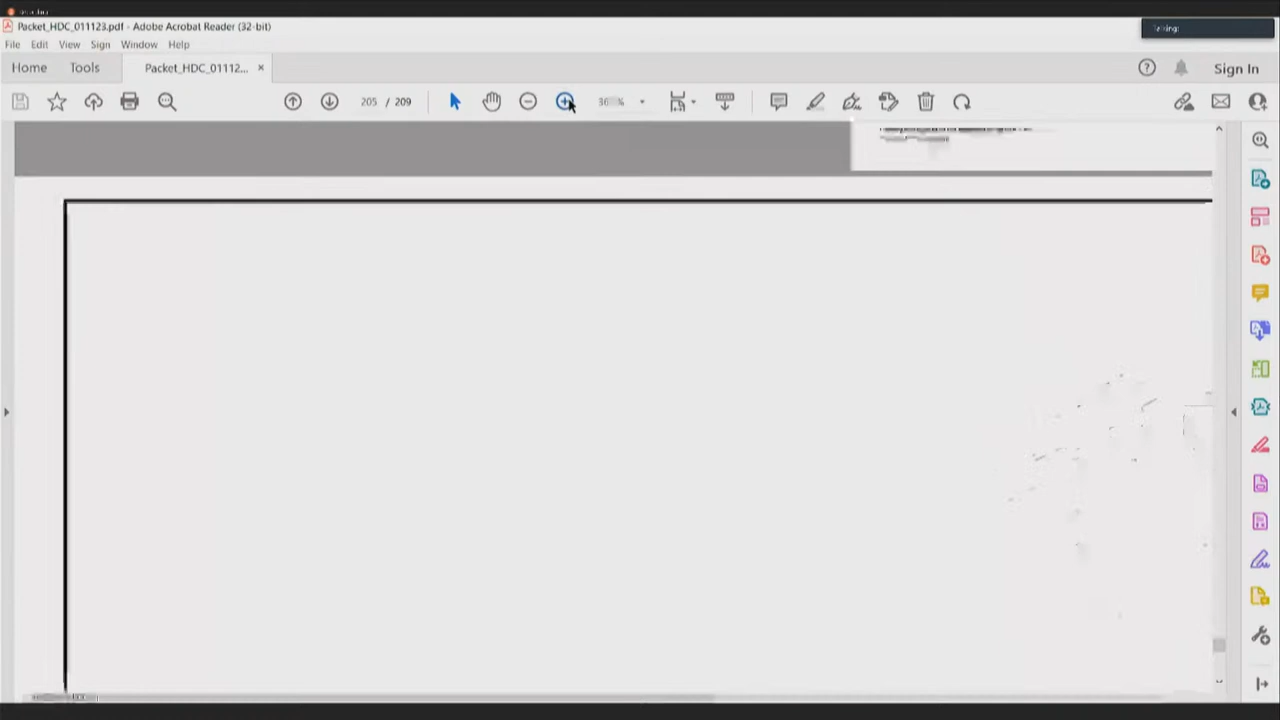 Packet_HDC_011123.pdf - Adobe Acrobat Reader (32-bit)
File Edit View Sign Window Help
Home Tools Packet_HDC_01112... × Sign In
205 / 209